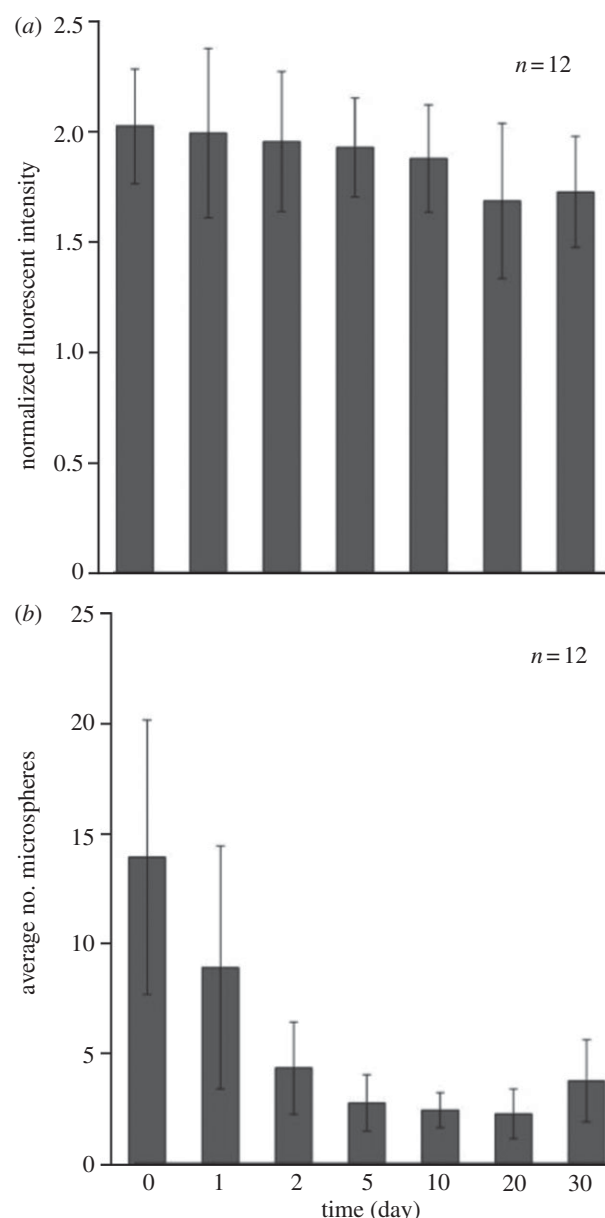 (a)
2.5
n = 12
2.0
1.5
1.0
0.5
0
normalized fluorescent intensity
(b)
25
n = 12
20
15
10
5
0
average no. microspheres
0 1 2 5 10 20 30
time (day)